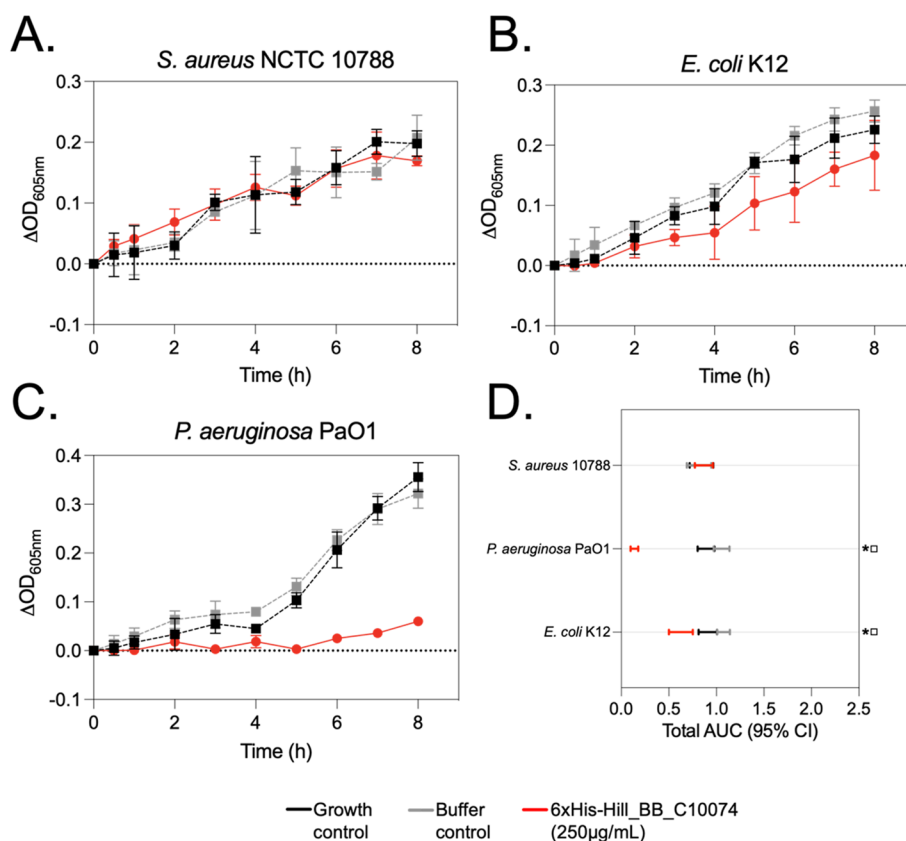 A.
S. aureus NCTC 10788
0.3
0.2
0.1
0.0
-0.1
ΔOD605nm
0 2 4 6 8
Time (h)
B.
E. coli K12
0.3
0.2
0.1
0.0
-0.1
ΔOD605nm
0 2 4 6 8
Time (h)
C.
P. aeruginosa PaO1
0.4
0.3
0.2
0.1
0.0
-0.1
ΔOD605nm
0 2 4 6 8
Time (h)
D.
S. aureus 10788
P. aeruginosa PaO1 *□
E. coli K12 *□
0.0 0.5 1.0 1.5 2.0 2.5
Total AUC (95% CI)
Growth
control
Buffer
control
6xHis-Hill_BB_C10074
(250µg/mL)